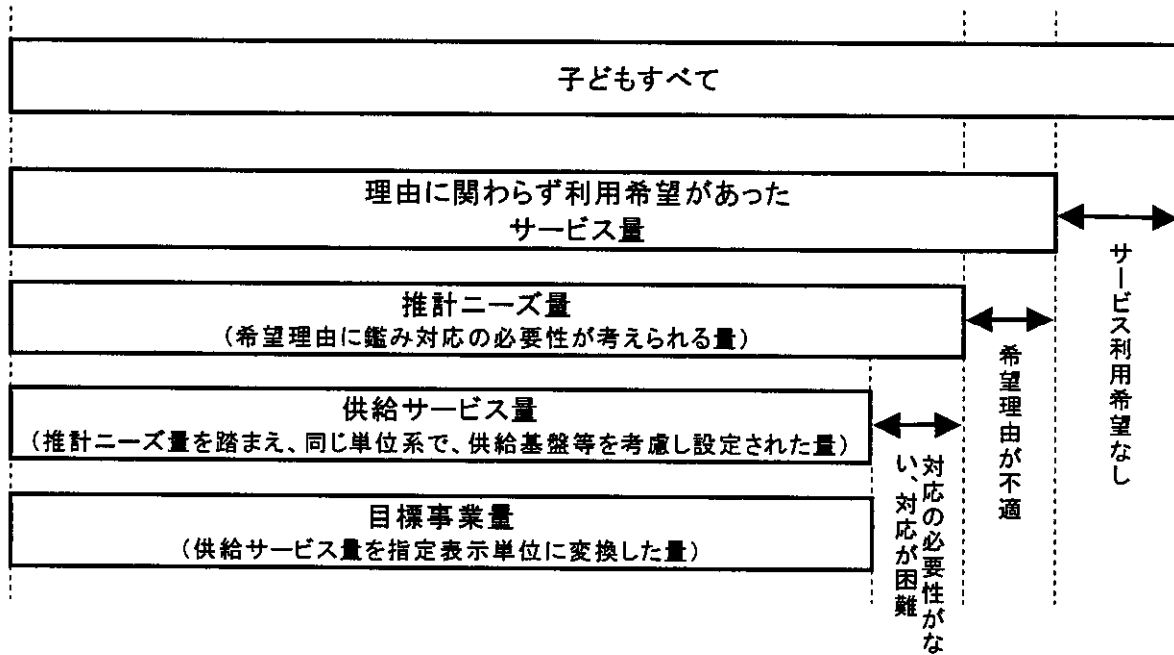 子どもすべて
理由に関わらず利用希望があった
サービス量
推計ニーズ量
（希望理由に鑑み対応の必要性が考えられる量）
供給サービス量
（推計ニーズ量を踏まえ、同じ単位系で、供給基盤等を考慮し設定された量）
目標事業量
（供給サービス量を指定表示単位に変換した量）
サービス利用希望なし
希望理由が不適
対応の必要性がな
い、対応が困難